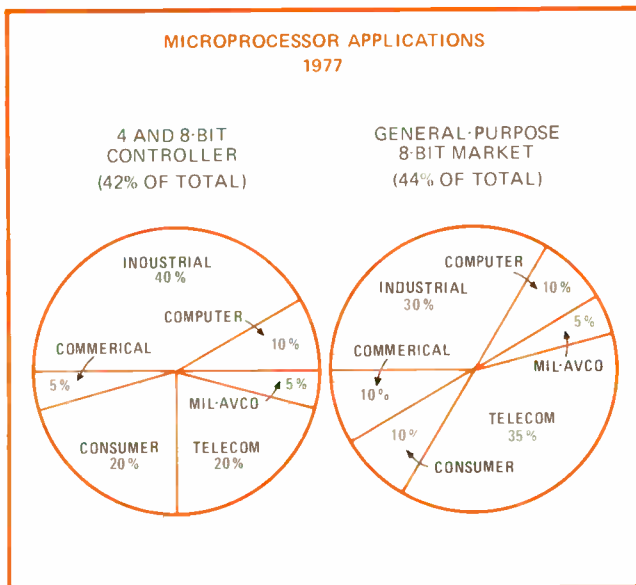 MICROPROCESSOR APPLICATIONS
1977
4 AND 8-BIT
CONTROLLER
(42% OF TOTAL)
INDUSTRIAL
40%
COMPUTER
10%
COMMERICAL
5%
5%
MIL-AVCO
CONSUMER
20%
TELECOM
20%
GENERAL-PURPOSE
8-BIT MARKET
(44% OF TOTAL)
COMPUTER
10%
INDUSTRIAL
30%
5%
MIL-AVCO
COMMERICAL
10%
TELECOM
35%
10%
CONSUMER